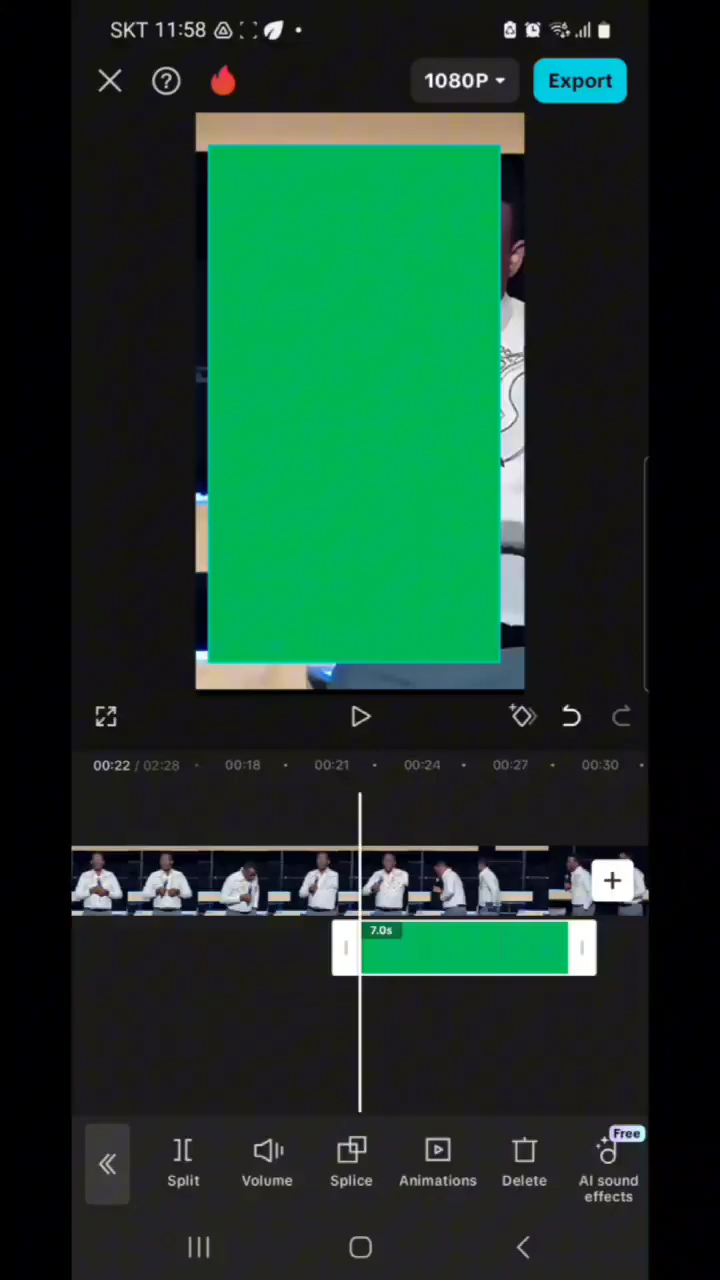 SKT 11:58
1080P
Export
00:22 / 02:28
00:18
00:21
00:24
00:27
00:30
7.0s
Free
Split
Volume
Splice
Animations
Delete
AI sound
effects